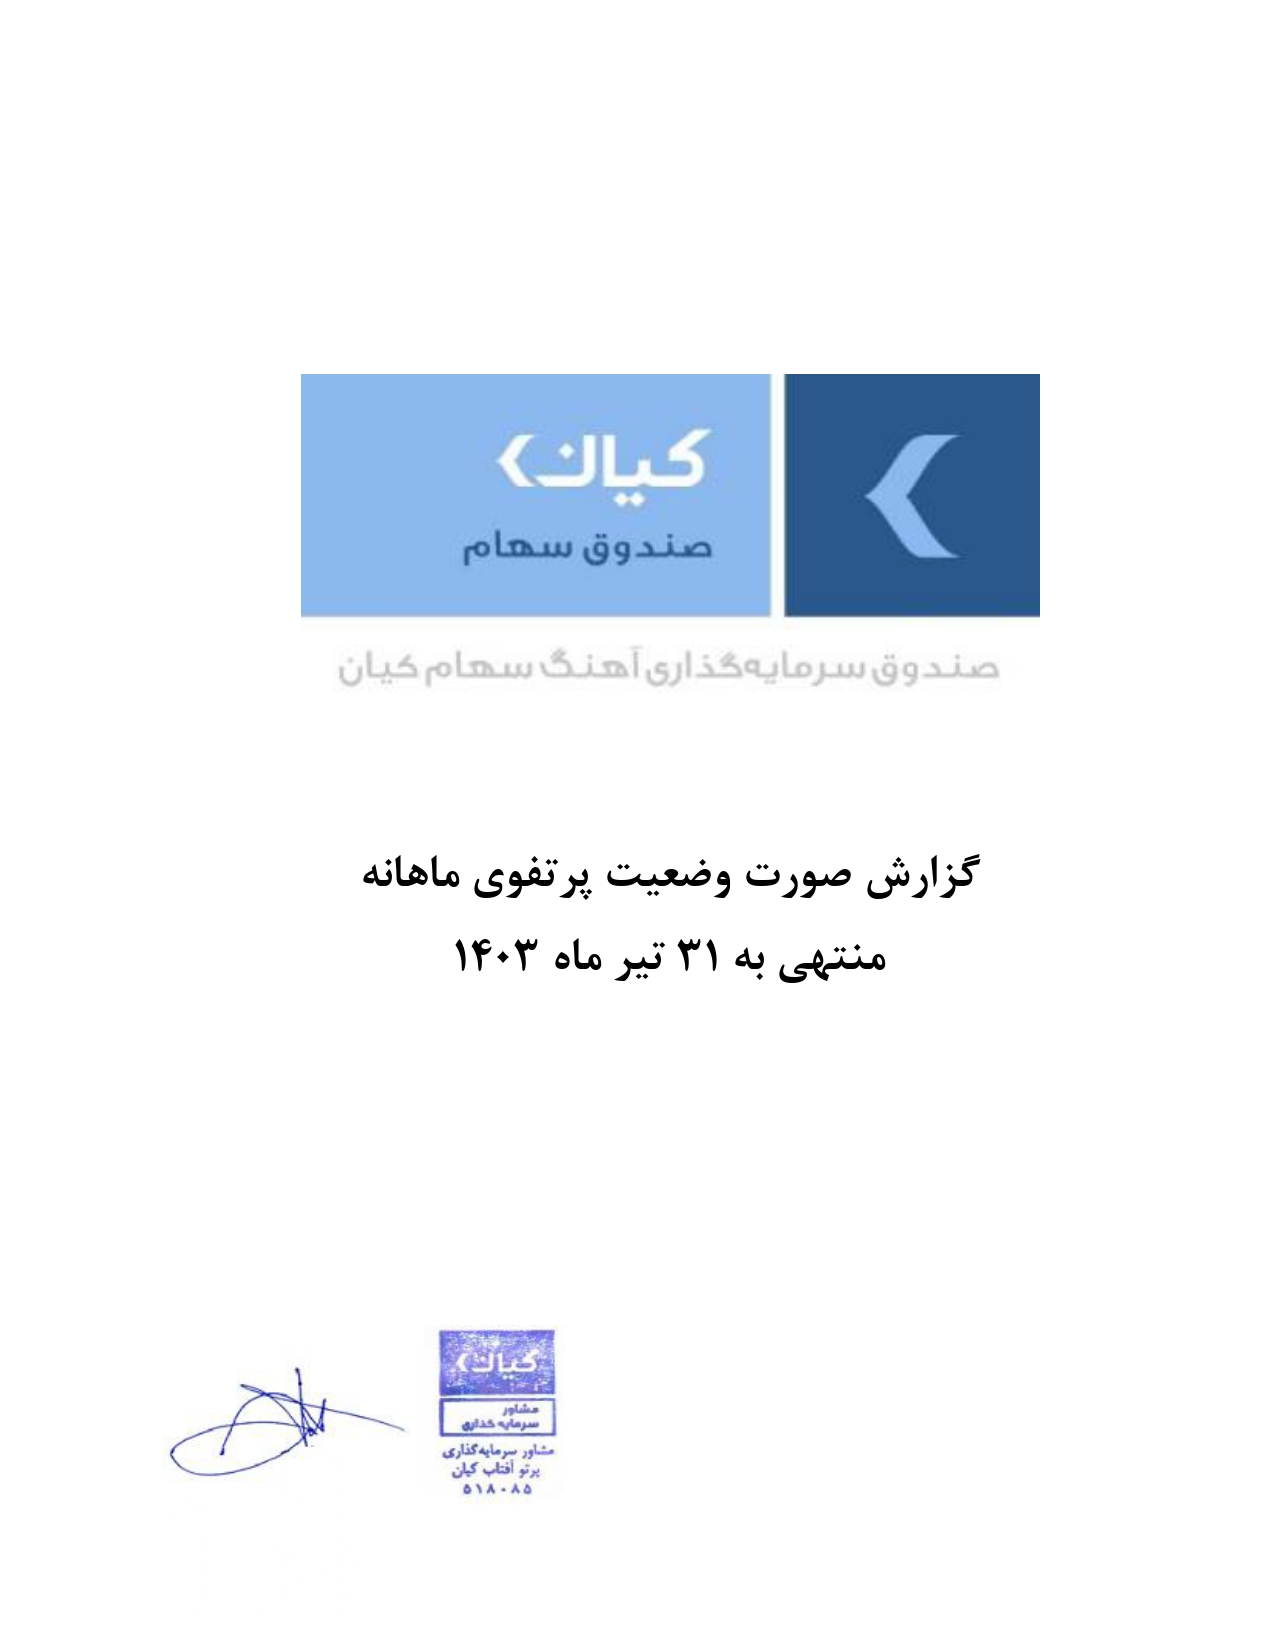 کیان
صندوق سهام
صندوق سرمایه‌گذاری آهنگ سهام کیان
گزارش صورت وضعیت پرتفوی ماهانه
منتهی به ۳۱ تیر ماه ۱۴۰۳
کیان
مشاور
سرمایه گذاری
مشاور سرمایه‌گذاری
پرتو آفتاب کیان
۵۱۸۰۸۵